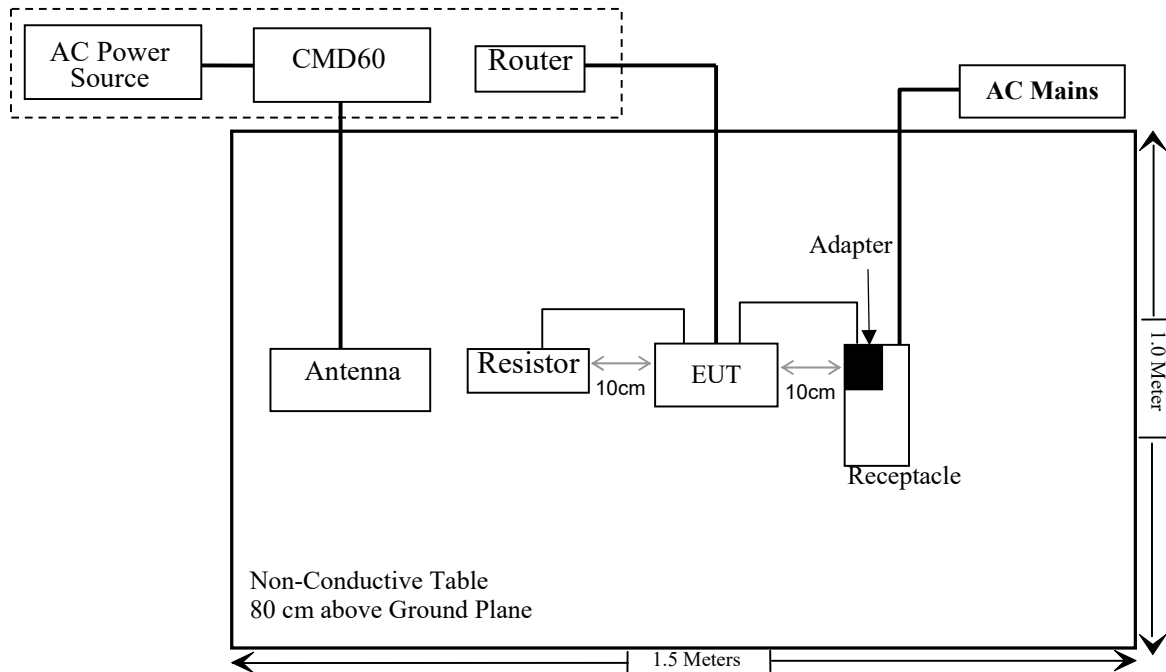 AC Power
Source
CMD60
Router
AC Mains
Adapter
Resistor
10cm
EUT
10cm
Antenna
Receptacle
1.0 Meter
Non-Conductive Table
80 cm above Ground Plane
1.5 Meters